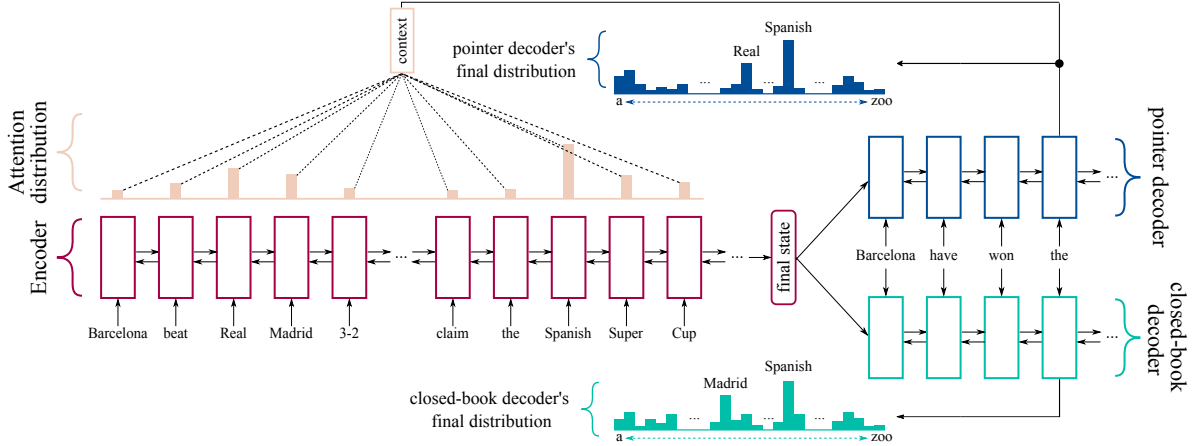 context
pointer decoder's
final distribution
Real
Spanish
...
...
a
zoo
Attention
distribution
Encoder
...
...
final state
Barcelona
beat
Real
Madrid
3-2
claim
the
Spanish
Super
Cup
...
pointer decoder
Barcelona
have
won
the
...
closed-book
decoder
closed-book decoder's
final distribution
Madrid
Spanish
...
...
a
zoo